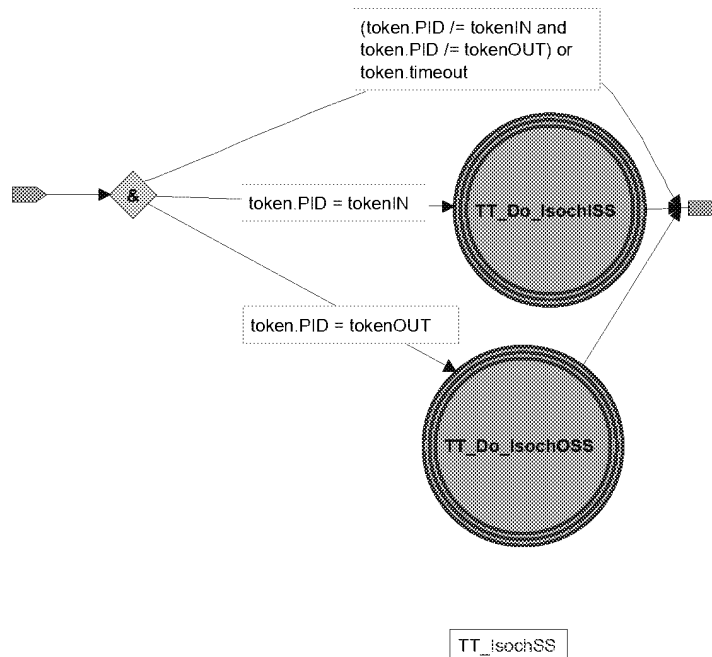 (token.PID /= tokenIN and
token.PID /= tokenOUT) or
token.timeout
&
token.PID = tokenIN
TT_Do_IsochISS
token.PID = tokenOUT
TT_Do_IsochOSS
TT_IsochSS